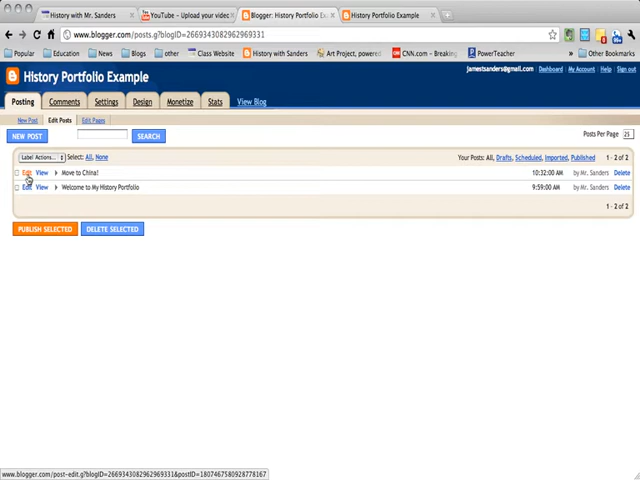 History with Mr. Sanders
YouTube - Upload your video
Blogger: History Portfolio Ex
History Portfolio Example
www.blogger.com/posts.g?blogID=2669343082962969331
Popular Education News Blogs other Class Website History with Sanders Art Project, powered CNN.com - Breaking PowerTeacher Other Bookmarks
History Portfolio Example
jamestsanders@gmail.com Dashboard My Account Help Sign out
Posting Comments Settings Design Monetize Stats View Blog
New Post Edit Posts Edit Pages
NEW POST SEARCH Posts Per Page 25
Label Actions... Select: All, None Your Posts: All, Drafts, Scheduled, Imported, Published 1 - 2 of 2
Edit View Move to China! 10:32:00 AM by Mr. Sanders Delete
Edit View Welcome to My History Portfolio 9:59:00 AM by Mr. Sanders Delete
1 - 2 of 2
PUBLISH SELECTED DELETE SELECTED
www.blogger.com/post-edit.g?blogID=2669343082962969331&postID=1807467580928778167